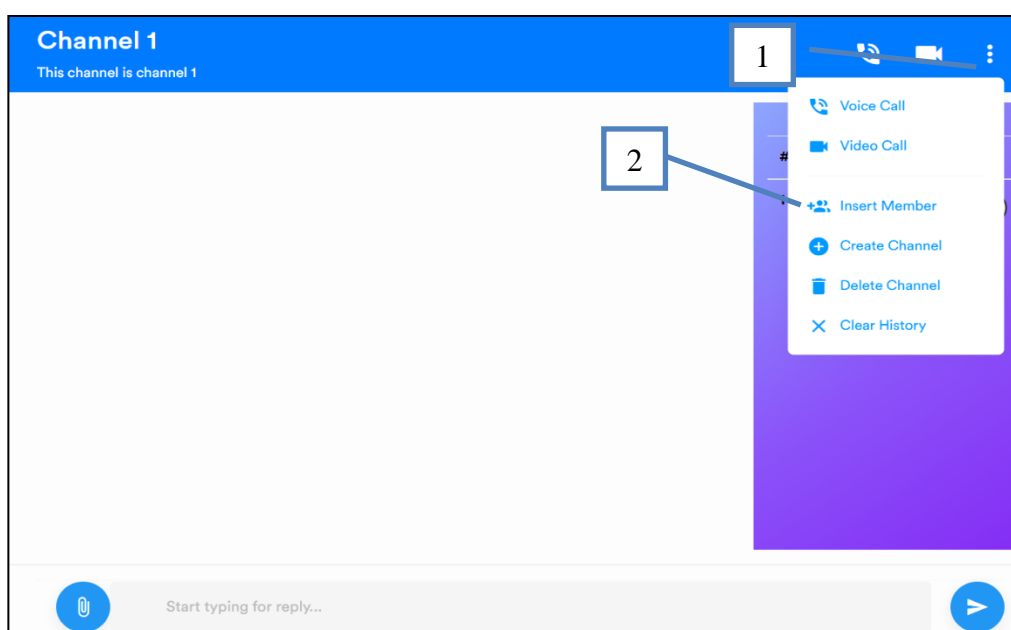 Channel 1
This channel is channel 1
1
Voice Call
Video Call
2
#
Insert Member
)
Create Channel
Delete Channel
Clear History
Start typing for reply...